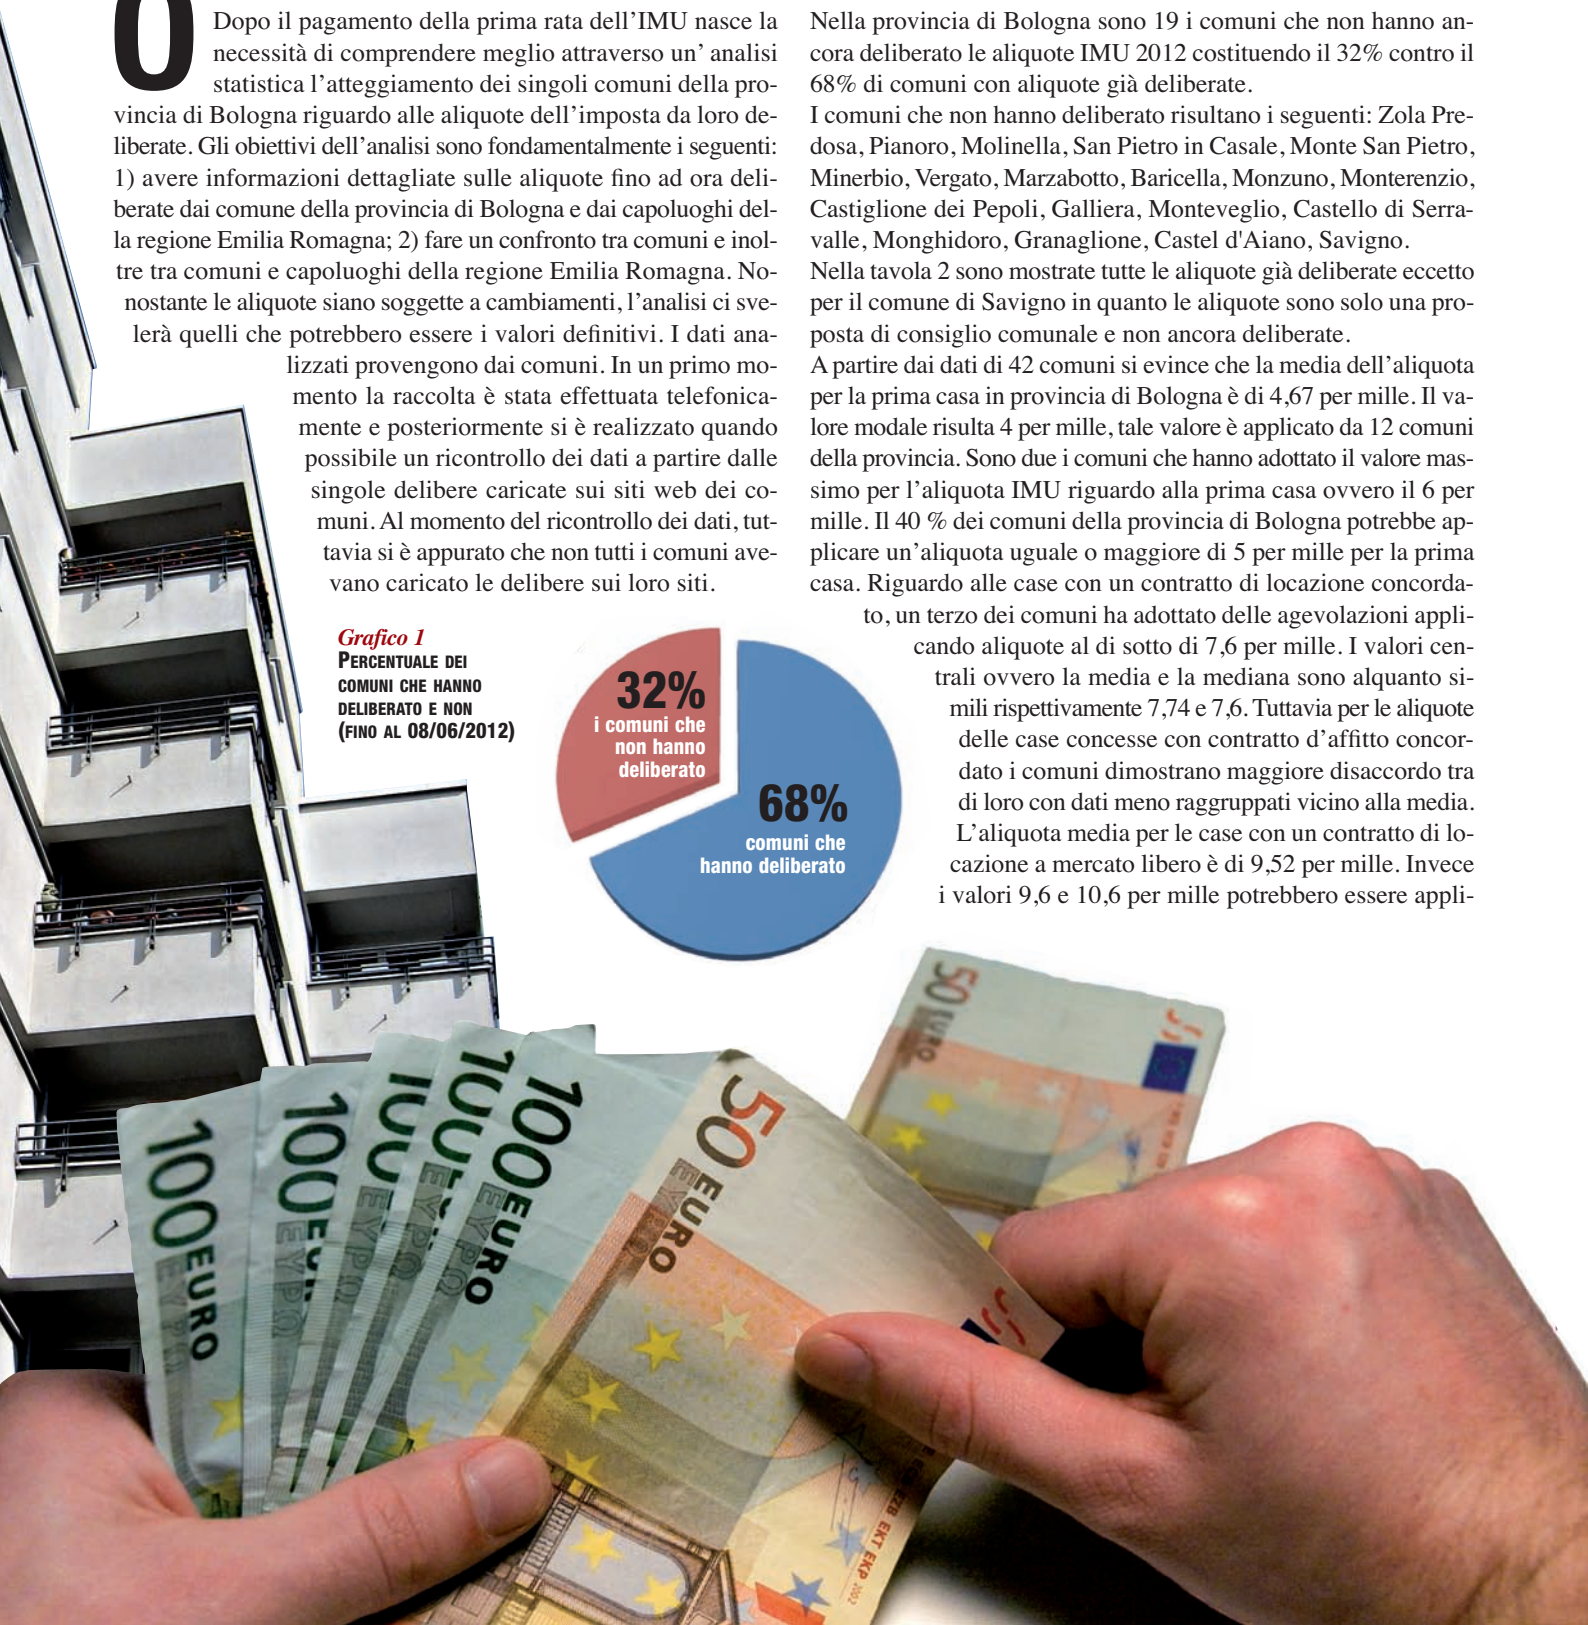 0
Dopo il pagamento della prima rata dell’IMU nasce la
necessità di comprendere meglio attraverso un’ analisi
statistica l’atteggiamento dei singoli comuni della pro-
vincia di Bologna riguardo alle aliquote dell’imposta da loro de-
liberate. Gli obiettivi dell’analisi sono fondamentalmente i seguenti:
1) avere informazioni dettagliate sulle aliquote fino ad ora deli-
berate dai comune della provincia di Bologna e dai capoluoghi del-
la regione Emilia Romagna; 2) fare un confronto tra comuni e inol-
tre tra comuni e capoluoghi della regione Emilia Romagna. No-
nostante le aliquote siano soggette a cambiamenti, l’analisi ci sve-
lerà quelli che potrebbero essere i valori definitivi. I dati ana-
lizzati provengono dai comuni. In un primo mo-
mento la raccolta è stata effettuata telefonica-
mente e posteriormente si è realizzato quando
possibile un ricontrollo dei dati a partire dalle
singole delibere caricate sui siti web dei co-
muni. Al momento del ricontrollo dei dati, tut-
tavia si è appurato che non tutti i comuni ave-
vano caricato le delibere sui loro siti.
Nella provincia di Bologna sono 19 i comuni che non hanno an-
cora deliberato le aliquote IMU 2012 costituendo il 32% contro il
68% di comuni con aliquote già deliberate.
I comuni che non hanno deliberato risultano i seguenti: Zola Pre-
dosa, Pianoro, Molinella, San Pietro in Casale, Monte San Pietro,
Minerbio, Vergato, Marzabotto, Baricella, Monzuno, Monterenzio,
Castiglione dei Pepoli, Galliera, Monteveglio, Castello di Serra-
valle, Monghidoro, Granaglione, Castel d'Aiano, Savigno.
Nella tavola 2 sono mostrate tutte le aliquote già deliberate eccetto
per il comune di Savigno in quanto le aliquote sono solo una pro-
posta di consiglio comunale e non ancora deliberate.
A partire dai dati di 42 comuni si evince che la media dell’aliquota
per la prima casa in provincia di Bologna è di 4,67 per mille. Il va-
lore modale risulta 4 per mille, tale valore è applicato da 12 comuni
della provincia. Sono due i comuni che hanno adottato il valore mas-
simo per l’aliquota IMU riguardo alla prima casa ovvero il 6 per
mille. Il 40 % dei comuni della provincia di Bologna potrebbe ap-
plicare un’aliquota uguale o maggiore di 5 per mille per la prima
casa. Riguardo alle case con un contratto di locazione concorda-
to, un terzo dei comuni ha adottato delle agevolazioni appli-
cando aliquote al di sotto di 7,6 per mille. I valori cen-
trali ovvero la media e la mediana sono alquanto si-
mili rispettivamente 7,74 e 7,6. Tuttavia per le aliquote
delle case concesse con contratto d’affitto concor-
dato i comuni dimostrano maggiore disaccordo tra
di loro con dati meno raggruppati vicino alla media.
L’aliquota media per le case con un contratto di lo-
cazione a mercato libero è di 9,52 per mille. Invece
i valori 9,6 e 10,6 per mille potrebbero essere appli-
Grafico 1
PERCENTUALE DEI
COMUNI CHE HANNO
DELIBERATO E NON
(FINO AL 08/06/2012)
32%
i comuni che
non hanno
deliberato
68%
comuni che
hanno deliberato
50 EURO
100 EURO
100
100
100
100 EURO
50 EURO
EZB EKT EKP 2002